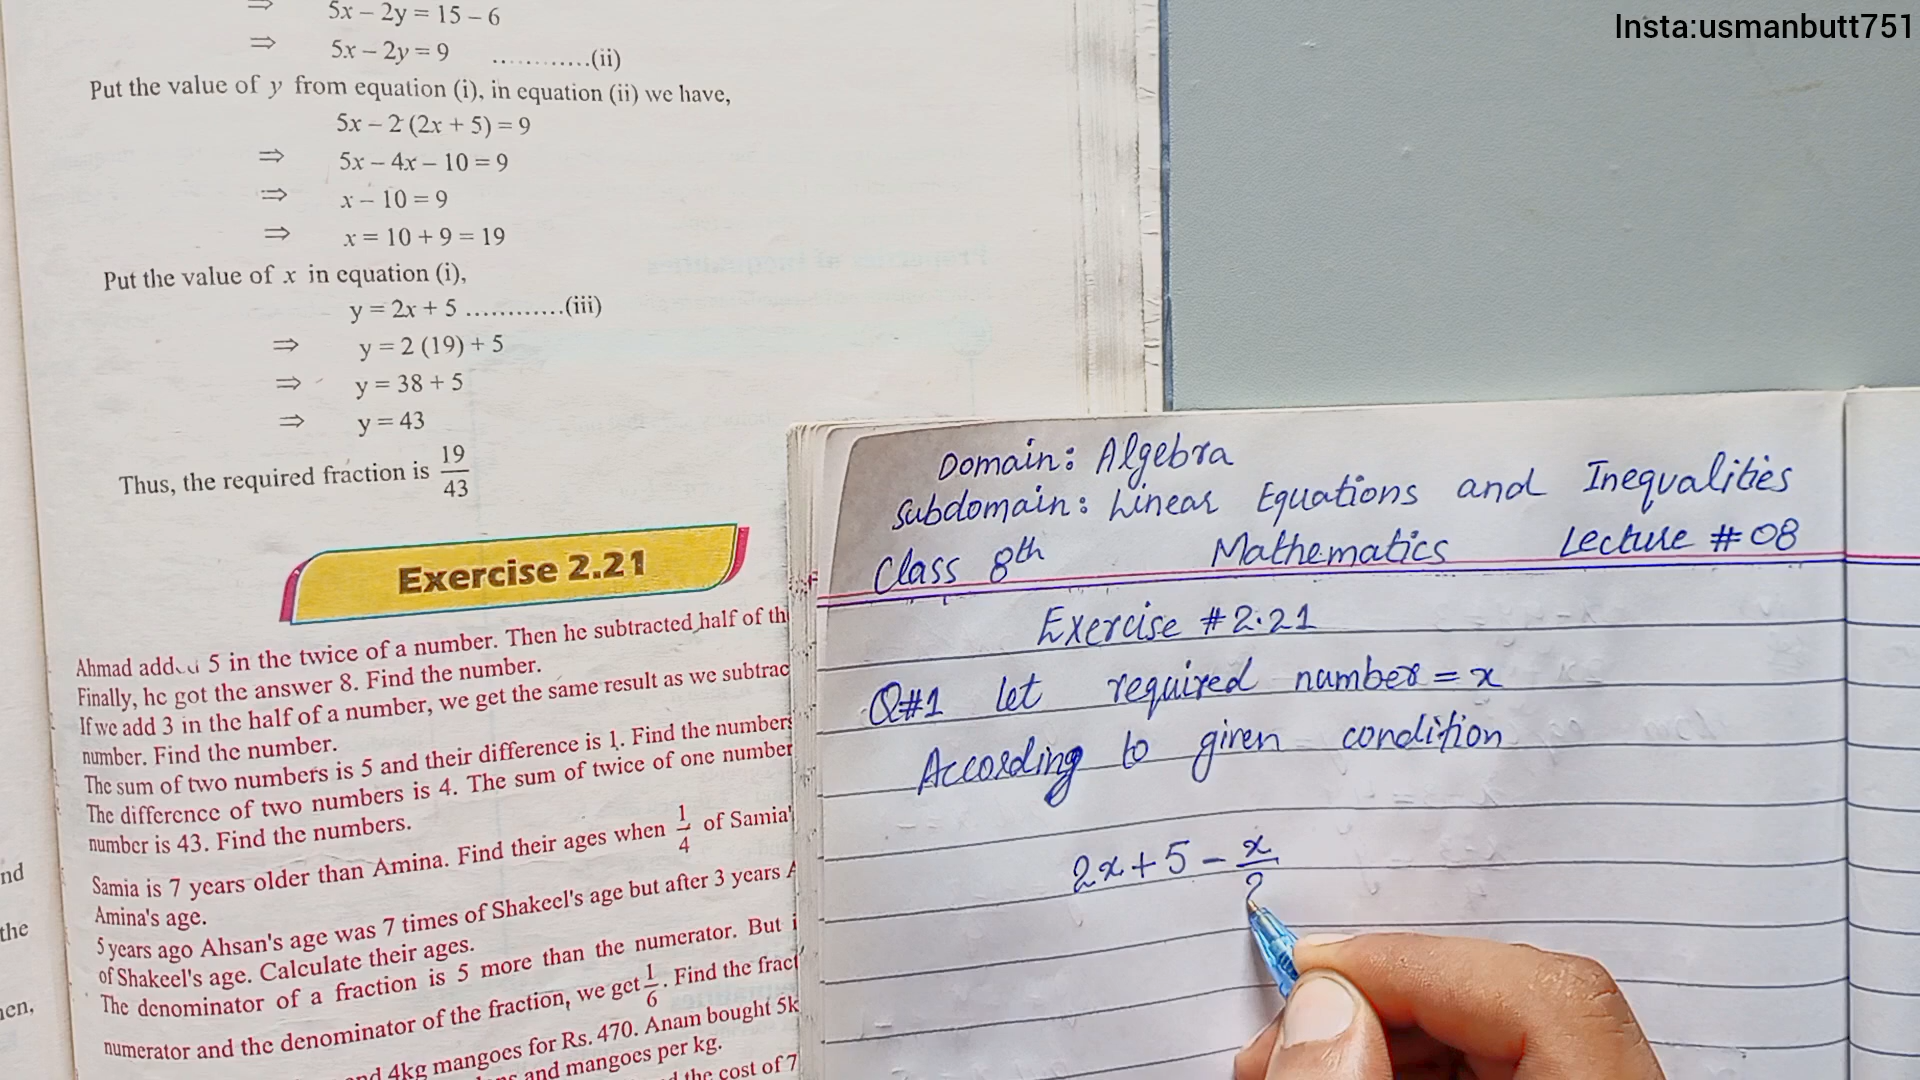 Insta:usmanbutt751
⇒ 5x – 2y = 15 – 6
⇒ 5x – 2y = 9 ............(ii)
Put the value of y from equation (i), in equation (ii) we have,
5x – 2 (2x + 5) = 9
⇒ 5x – 4x – 10 = 9
⇒ x – 10 = 9
⇒ x = 10 + 9 = 19
Put the value of x in equation (i),
y = 2x + 5 ............(iii)
⇒ y = 2 (19) + 5
⇒ y = 38 + 5
⇒ y = 43
Thus, the required fraction is 19/43
Exercise 2.21
Ahmad added 5 in the twice of a number. Then he subtracted half of th
Finally, he got the answer 8. Find the number.
If we add 3 in the half of a number, we get the same result as we subtrac
number. Find the number.
The sum of two numbers is 5 and their difference is 1. Find the numbers
The difference of two numbers is 4. The sum of twice of one number
number is 43. Find the numbers.
Samia is 7 years older than Amina. Find their ages when 1/4 of Samia'
Amina's age.
5 years ago Ahsan's age was 7 times of Shakeel's age but after 3 years A
of Shakeel's age. Calculate their ages.
The denominator of a fraction is 5 more than the numerator. But i
numerator and the denominator of the fraction, we get 1/6. Find the fract
nd 4kg mangoes for Rs. 470. Anam bought 5k
and mangoes per kg.
the cost of 7
nd
the
en,
Domain: Algebra
Subdomain: Linear Equations and Inequalities
Class 8th Mathematics Lecture # 08
Exercise # 2.21
Q#1 let required number = x
According to given condition
2x + 5 - x/2